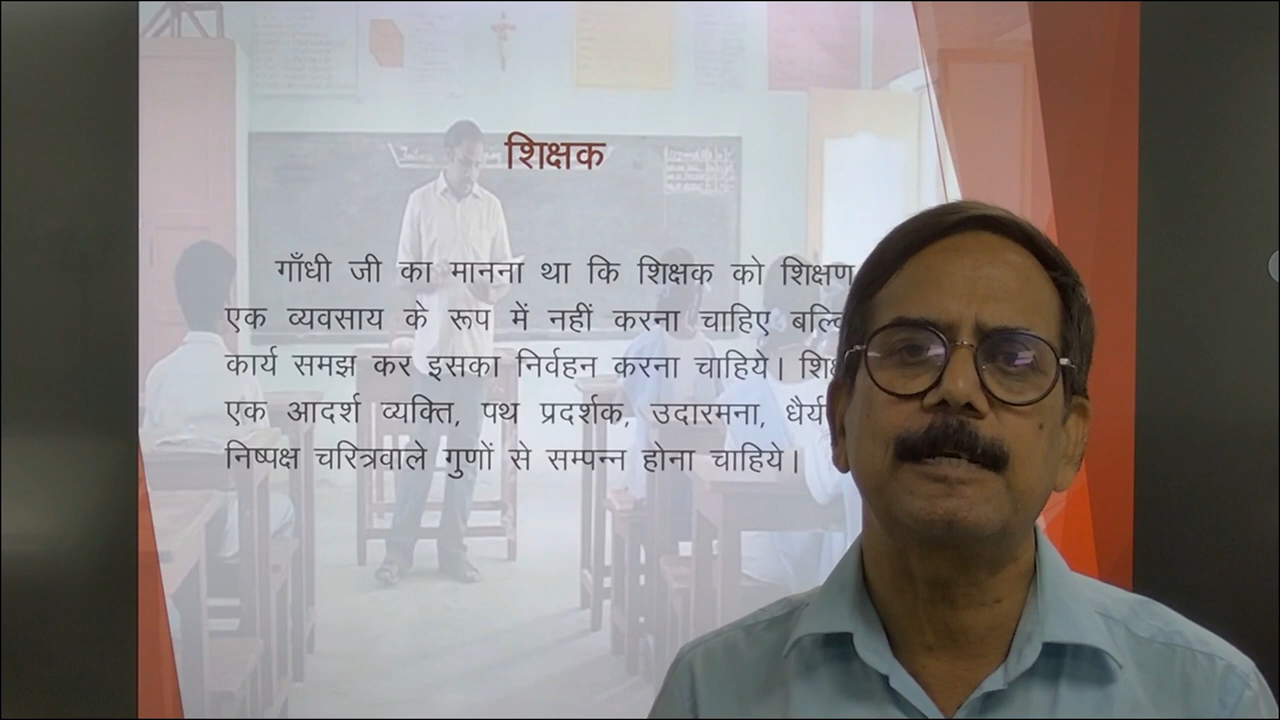 शिक्षक
गाँधी जी का मानना था कि शिक्षक को शिक्षण
एक व्यवसाय के रूप में नहीं करना चाहिए
कार्य समझ कर इसका निर्वहन करना चाहिये।
एक आदर्श व्यक्ति, पथ प्रदर्शक, उदारमना,
निष्पक्ष चरित्रवाले गुणों से सम्पन्न होना चाहिये।